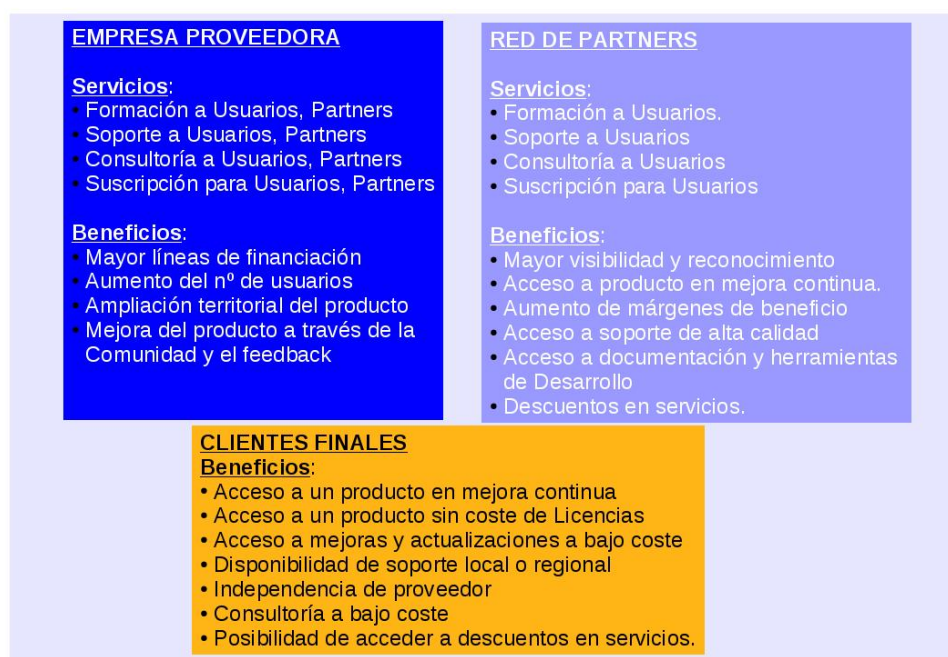 EMPRESA PROVEEDORA
Servicios:
• Formación a Usuarios, Partners
• Soporte a Usuarios, Partners
• Consultoría a Usuarios, Partners
• Suscripción para Usuarios, Partners
Beneficios:
• Mayor líneas de financiación
• Aumento del nº de usuarios
• Ampliación territorial del producto
• Mejora del producto a través de la
Comunidad y el feedback
RED DE PARTNERS
Servicios:
• Formación a Usuarios.
• Soporte a Usuarios
• Consultoría a Usuarios
• Suscripción para Usuarios
Beneficios:
• Mayor visibilidad y reconocimiento
• Acceso a producto en mejora continua.
• Aumento de márgenes de beneficio
• Acceso a soporte de alta calidad
• Acceso a documentación y herramientas
de Desarrollo
• Descuentos en servicios.
CLIENTES FINALES
Beneficios:
• Acceso a un producto en mejora continua
• Acceso a un producto sin coste de Licencias
• Acceso a mejoras y actualizaciones a bajo coste
• Disponibilidad de soporte local o regional
• Independencia de proveedor
• Consultoría a bajo coste
• Posibilidad de acceder a descuentos en servicios.